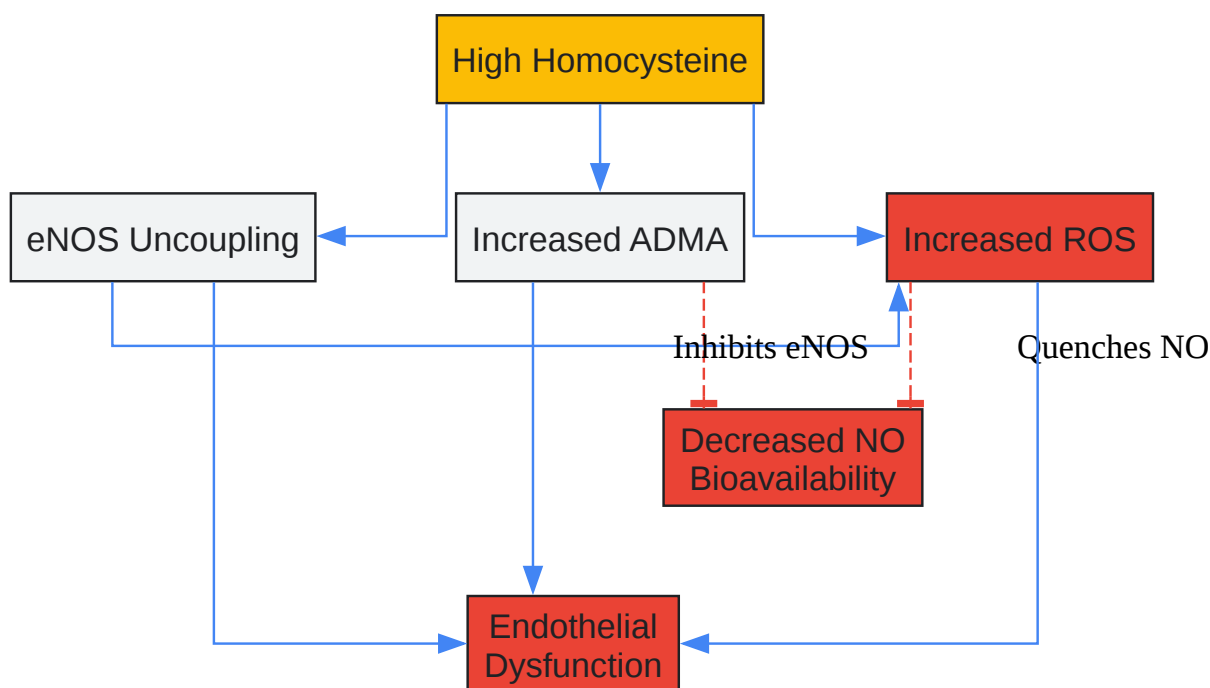 High Homocysteine
eNOS Uncoupling
Increased ADMA
Increased ROS
Inhibits eNOS
Quenches NO
Decreased NO
Bioavailability
Endothelial
Dysfunction